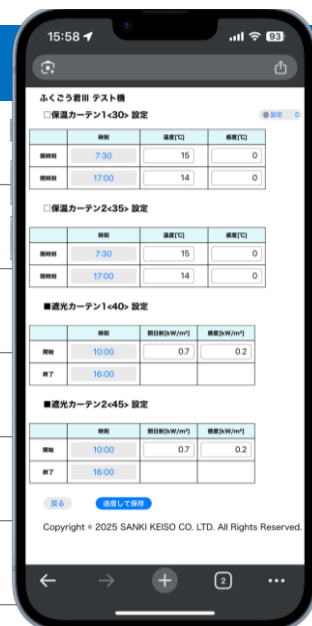 15:58
93
ふくごう君III テスト機
□保温カーテン1<30> 設定
設定
時刻 温度[℃] 感度[℃]
開時刻 7:30 15 0
閉時刻 17:00 14 0
□保温カーテン2<35> 設定
時刻 温度[℃] 感度[℃]
開時刻 7:30 15 0
閉時刻 17:00 14 0
■遮光カーテン1<40> 設定
時刻 閉日射[kW/m²] 感度[kW/m²]
開始 10:00 0.7 0.2
終了 16:00
■遮光カーテン2<45> 設定
時刻 閉日射[kW/m²] 感度[kW/m²]
開始 10:00 0.7 0.2
終了 16:00
戻る 送信して保存
Copyright © 2025 SANKI KEISO CO. LTD. All Rights Reserved.
2